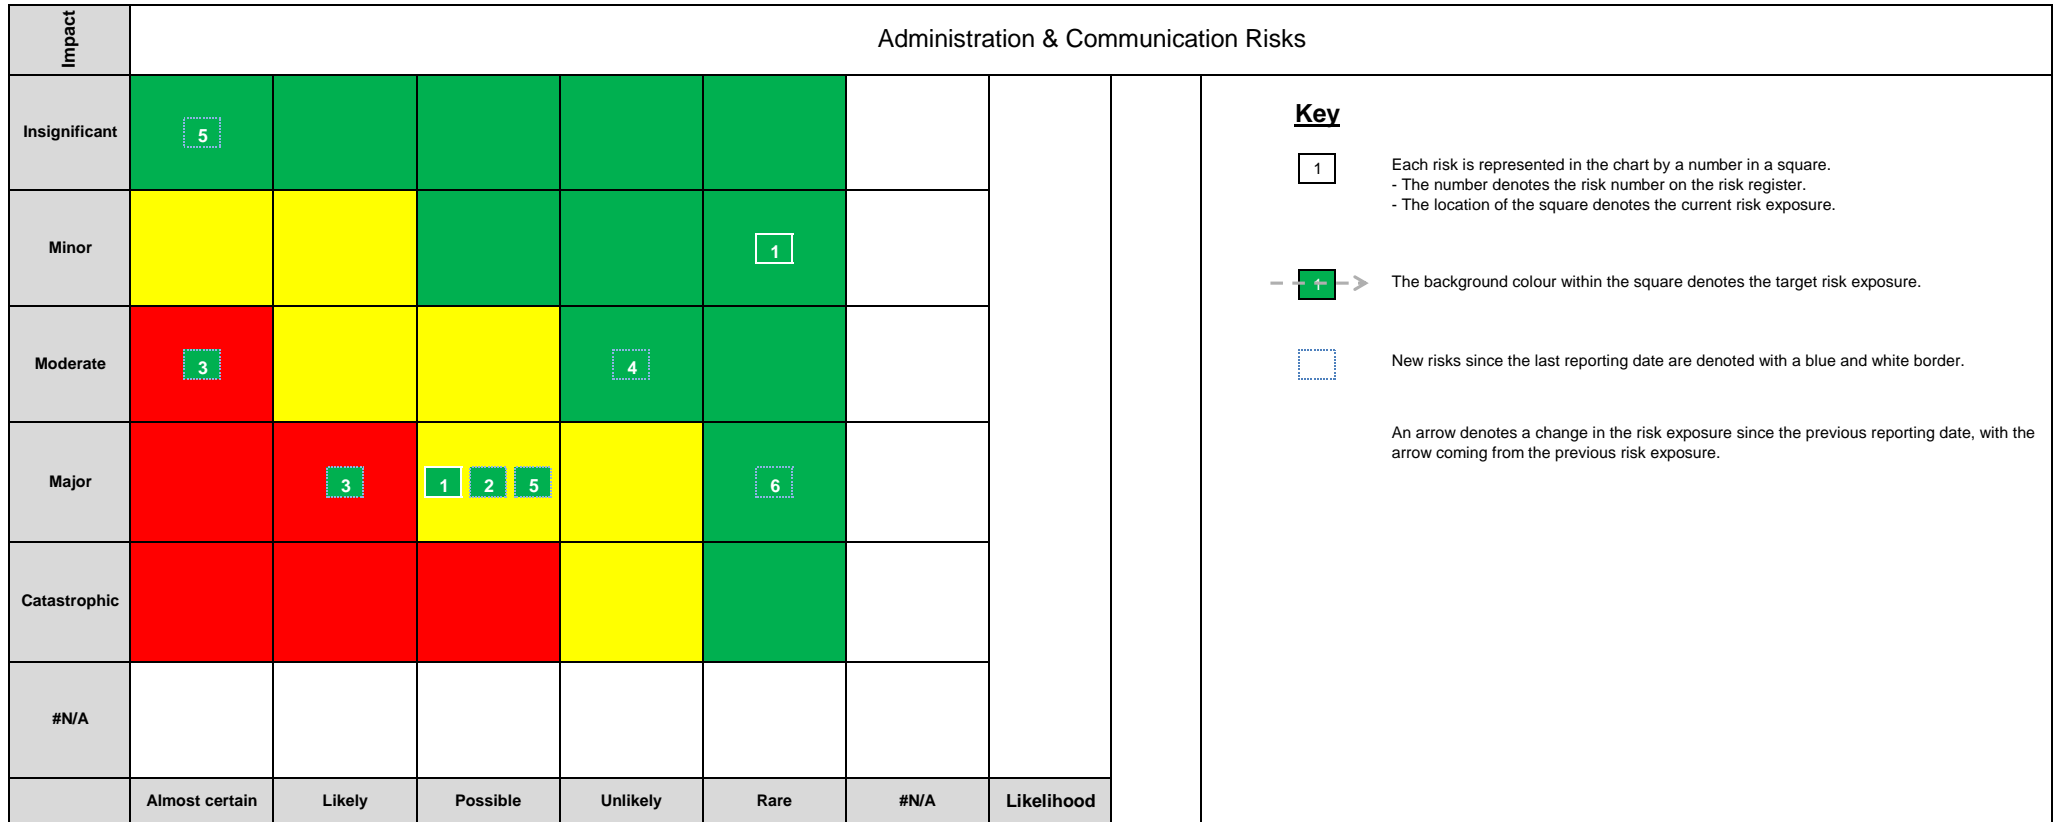 Impact
Administration & Communication Risks
Insignificant
5
Minor
1
Moderate
3
4
Major
3
1 2 5
6
Catastrophic
#N/A
Almost certain Likely Possible Unlikely Rare #N/A Likelihood
Key
1
Each risk is represented in the chart by a number in a square.
- The number denotes the risk number on the risk register.
- The location of the square denotes the current risk exposure.
1
The background colour within the square denotes the target risk exposure.
New risks since the last reporting date are denoted with a blue and white border.
An arrow denotes a change in the risk exposure since the previous reporting date, with the
arrow coming from the previous risk exposure.